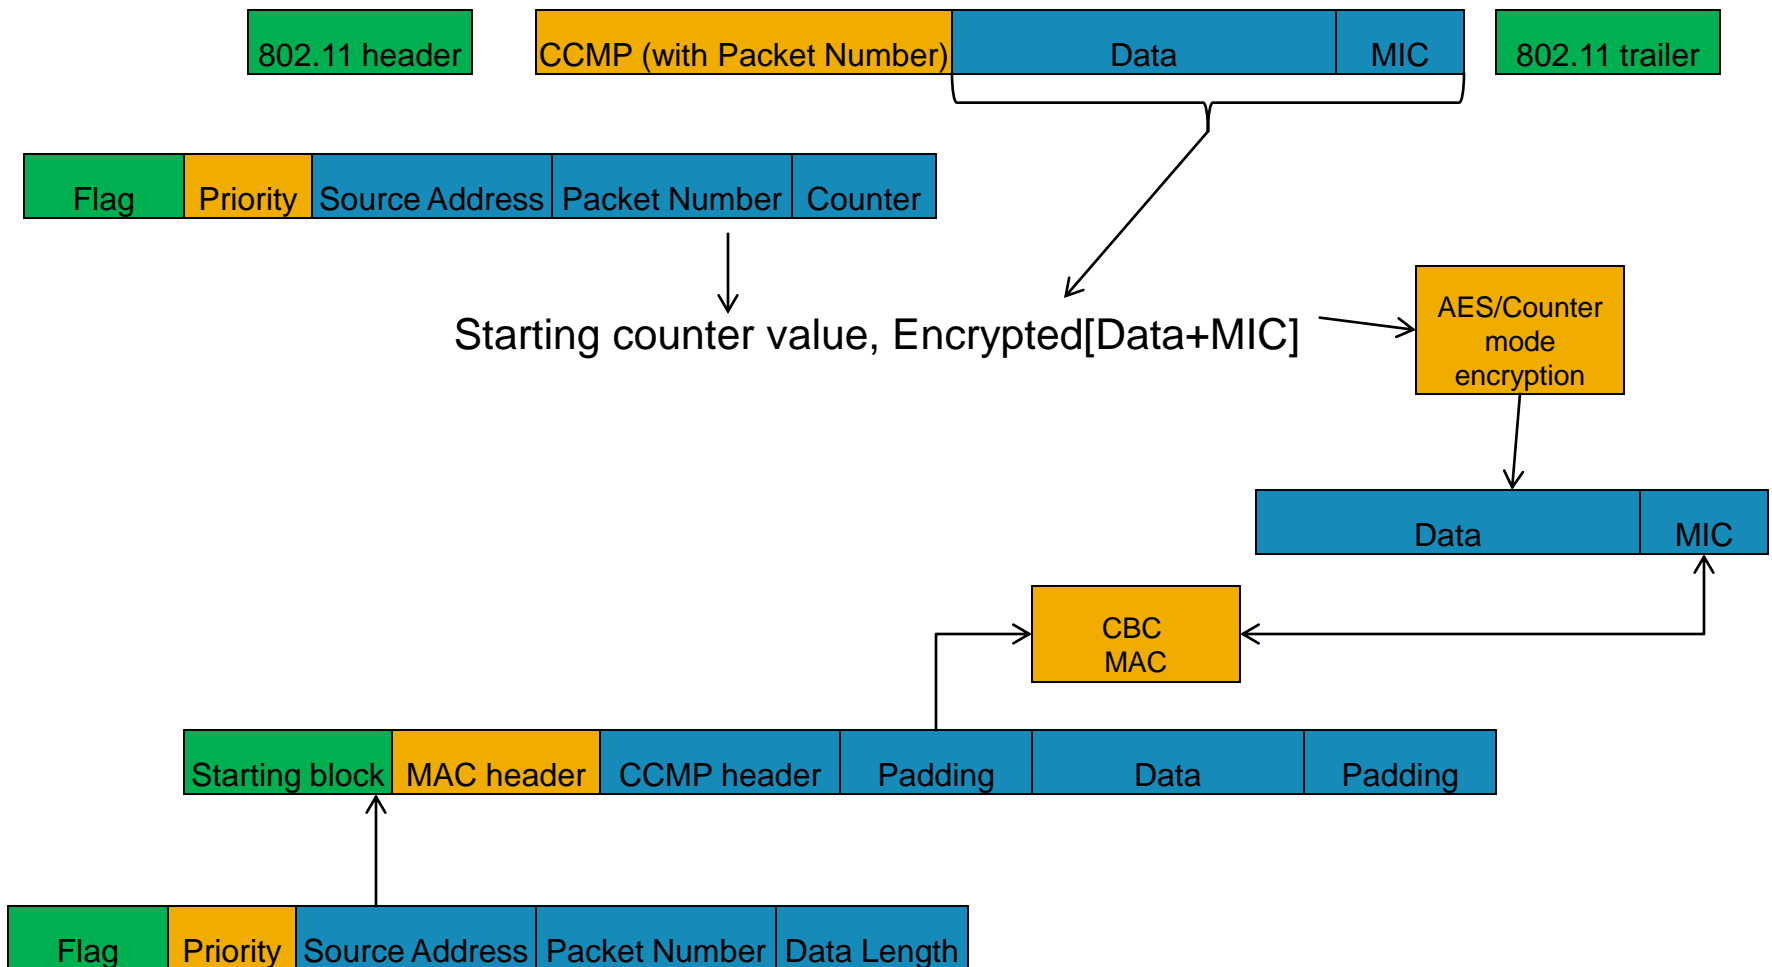 802.11 header
CCMP (with Packet Number)
Data
MIC
802.11 trailer
Flag
Priority
Source Address
Packet Number
Counter
Starting counter value, Encrypted[Data+MIC]
AES/Counter
mode
encryption
Data
MIC
CBC
MAC
Starting block
MAC header
CCMP header
Padding
Data
Padding
Flag
Priority
Source Address
Packet Number
Data Length